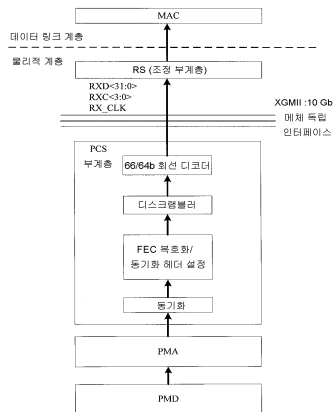 MAC
데이터 링크 계층
물리적 계층
RS (조정 부계층)
RXD<31:0>
RXC<3:0>
RX_CLK
XGMII :10 Gb
메체 독립
인터페이스
PCS
부계층
66/64b 회선 디코더
디스크램블러
FEC 복호화/
동기화 헤더 설정
동기화
PMA
PMD